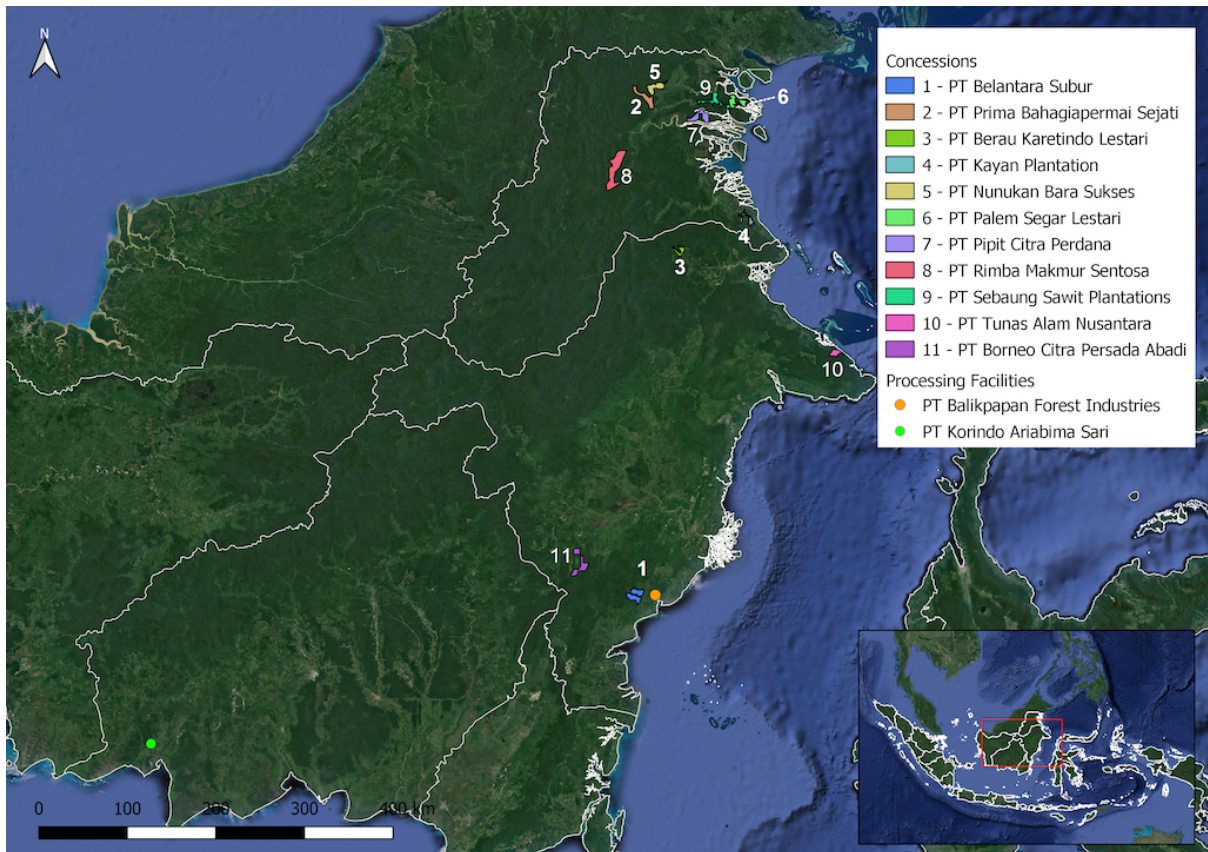 N
Concessions
1 - PT Belantara Subur
2 - PT Prima Bahagiapermai Sejati
3 - PT Berau Karetindo Lestari
4 - PT Kayan Plantation
5 - PT Nunukan Bara Sukses
6 - PT Palem Segar Lestari
7 - PT Pipit Citra Perdana
8 - PT Rimba Makmur Sentosa
9 - PT Sebaung Sawit Plantations
10 - PT Tunas Alam Nusantara
11 - PT Borneo Citra Persada Abadi
Processing Facilities
PT Balikpapan Forest Industries
PT Korindo Ariabima Sari
5
9
6
2
7
8
4
3
10
11
1
0 100 200 300 400 km